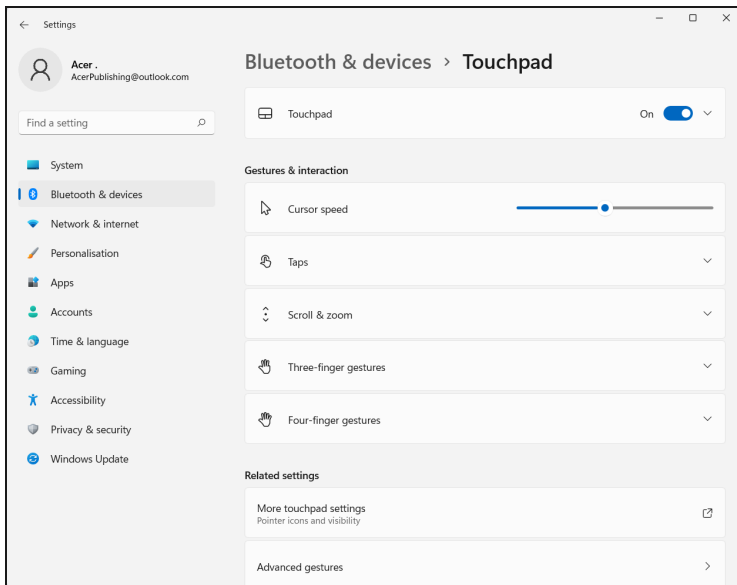 Settings
Acer .
AcerPublishing@outlook.com
Find a setting
System
Bluetooth & devices
Network & internet
Personalisation
Apps
Accounts
Time & language
Gaming
Accessibility
Privacy & security
Windows Update
Bluetooth & devices > Touchpad
Touchpad On
Gestures & interaction
Cursor speed
Taps
Scroll & zoom
Three-finger gestures
Four-finger gestures
Related settings
More touchpad settings
Pointer icons and visibility
Advanced gestures